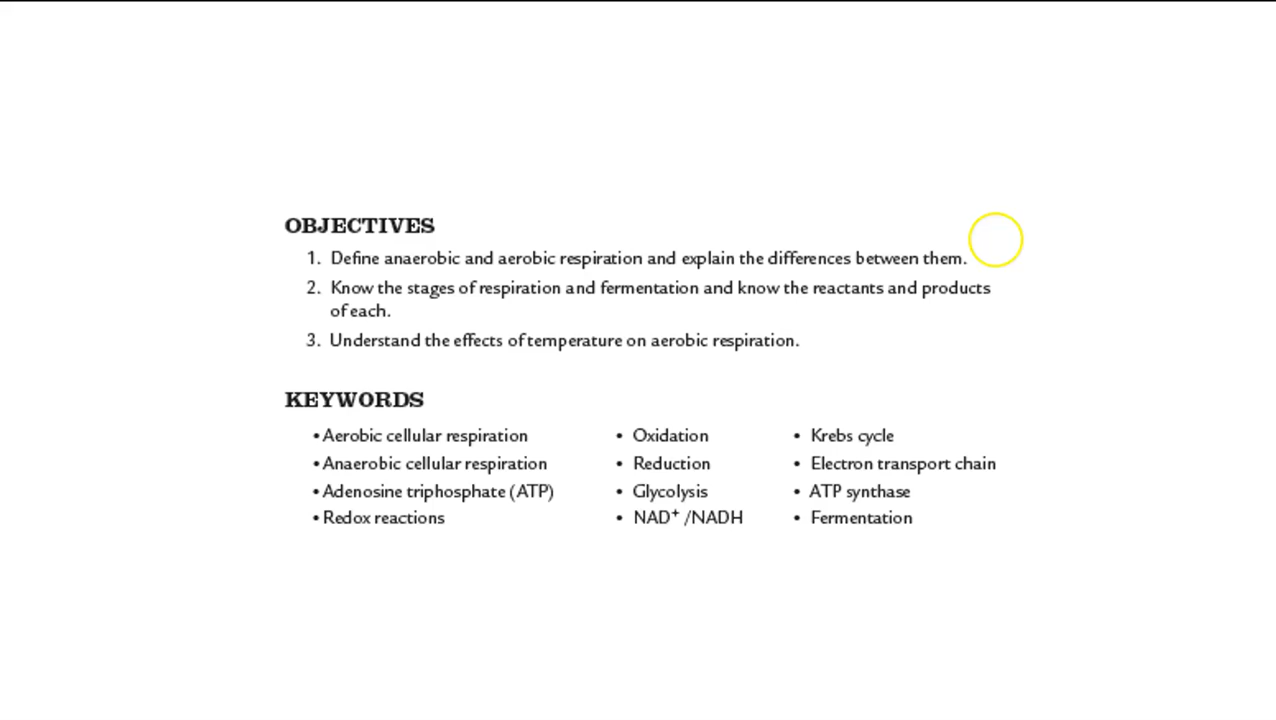 OBJECTIVES
1. Define anaerobic and aerobic respiration and explain the differences between them.
2. Know the stages of respiration and fermentation and know the reactants and products
of each.
3. Understand the effects of temperature on aerobic respiration.
KEYWORDS
• Aerobic cellular respiration
• Anaerobic cellular respiration
• Adenosine triphosphate (ATP)
• Redox reactions
• Oxidation
• Reduction
• Glycolysis
• NAD⁺ /NADH
• Krebs cycle
• Electron transport chain
• ATP synthase
• Fermentation